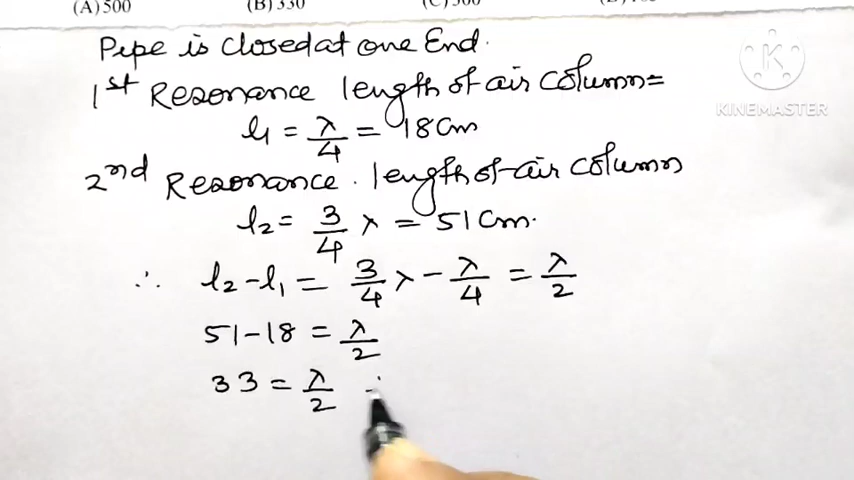 (A) 500 (B) 330
Pipe is closed at one End.
1st Resonance length of air column=
l1 = λ/4 = 18 cm
2nd Resonance. length of air column
l2 = 3/4 λ = 51 cm.
∴ l2 - l1 = 3/4 λ - λ/4 = λ/2
51 - 18 = λ/2
33 = λ/2
KINEMASTER